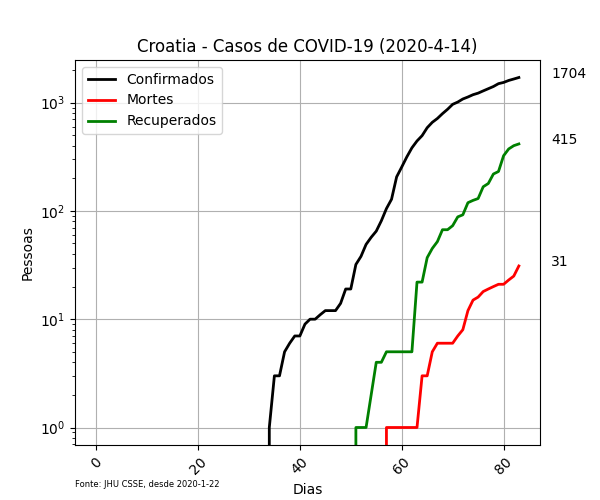 Croatia - Casos de COVID-19 (2020-4-14)
Confirmados
Mortes
Recuperados
1704
415
31
10³
10²
10¹
10⁰
Pessoas
0 20 40 60 80
Dias
Fonte: JHU CSSE, desde 2020-1-22